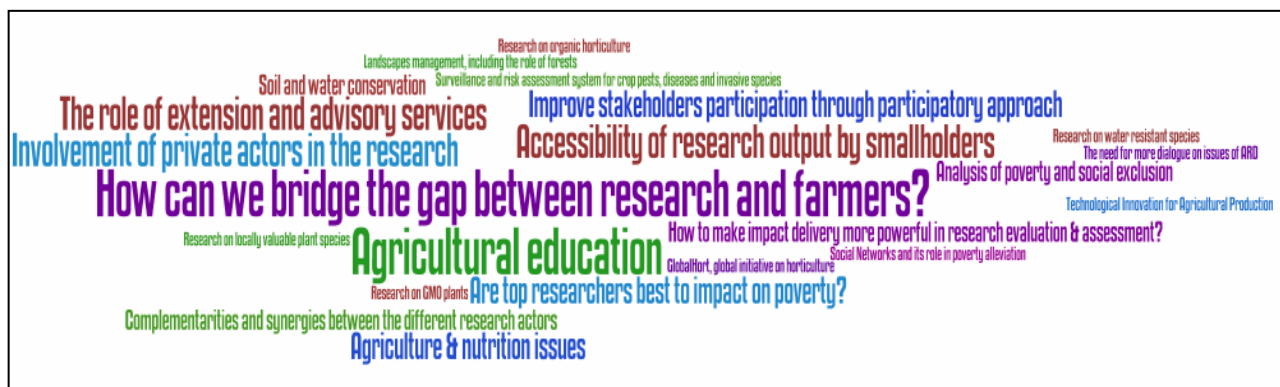 Research on organic horticulture
Landscapes management, including the role of forests
Soil and water conservation
Surveillance and risk assessment system for crop pests, diseases and invasive species
The role of extension and advisory services
Improve stakeholders participation through participatory approach
Involvement of private actors in the research
Accessibility of research output by smallholders
Research on water resistant species
The need for more dialogue on issues of ARD
Analysis of poverty and social exclusion
How can we bridge the gap between research and farmers?
Technological Innovation for Agricultural Production
Research on locally valuable plant species
Agricultural education
How to make impact delivery more powerful in research evaluation & assessment?
Social Networks and its role in poverty alleviation
GlobalHort, global initiative on horticulture
Research on GMO plants
Are top researchers best to impact on poverty?
Complementarities and synergies between the different research actors
Agriculture & nutrition issues